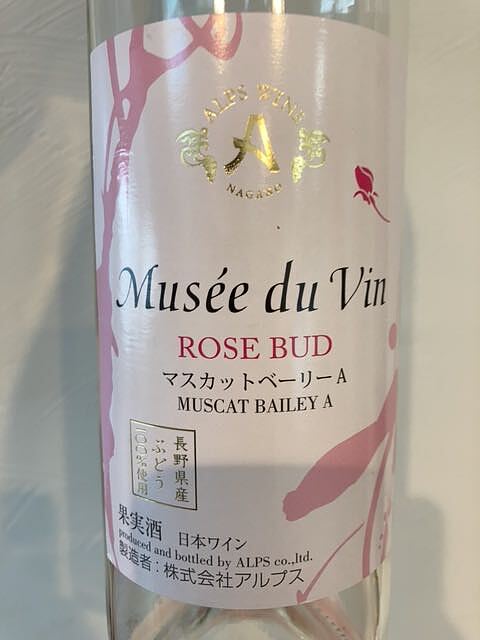 ALPS WINE
A
NAGANO
Musée du Vin
ROSE BUD
マスカットベーリーA
MUSCAT BAILEY A
長野県産
ぶどう
100%使用
果実酒 日本ワイン
produced and bottled by ALPS co.,ltd.
製造者：株式会社アルプス